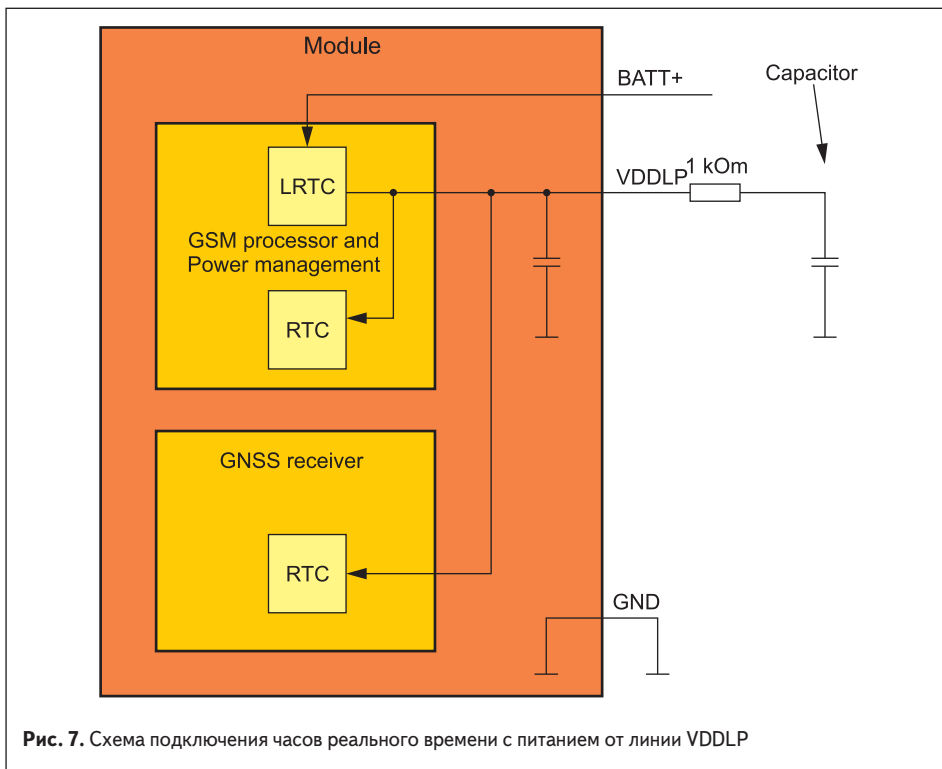 Module
BATT+
Capacitor
LRTC
VDDLP
1 kOm
GSM processor and
Power management
RTC
GNSS receiver
RTC
GND
Рис. 7. Схема подключения часов реального времени с питанием от линии VDDLP